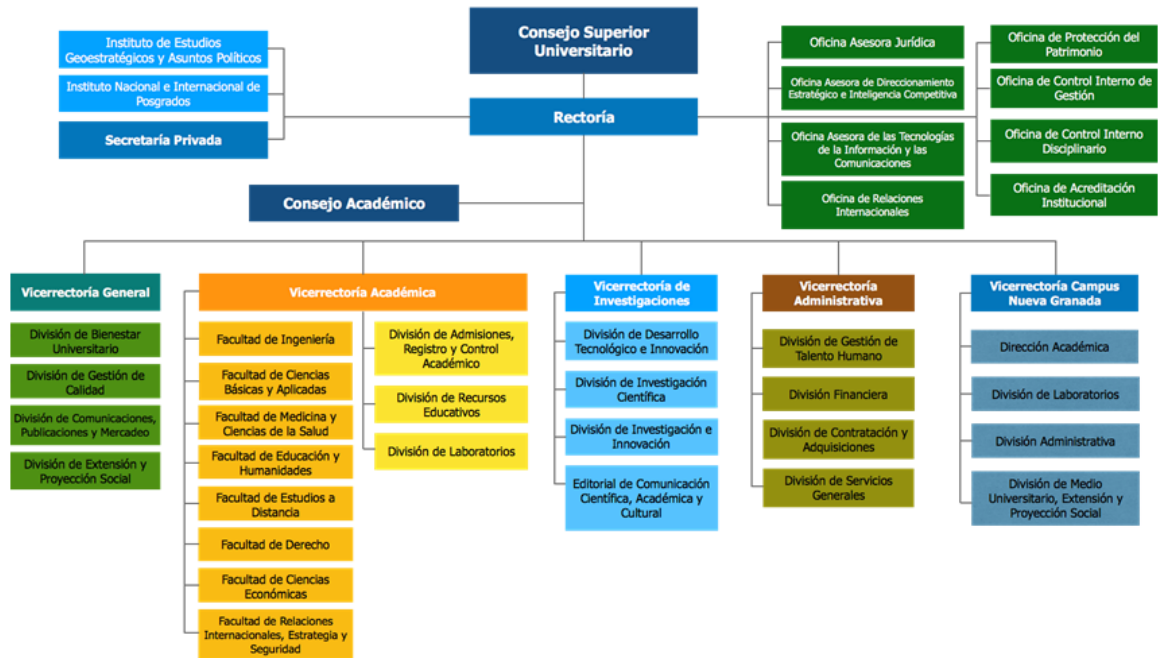 Consejo Superior
Universitario
Instituto de Estudios
Geoestratégicos y Asuntos Políticos
Instituto Nacional e Internacional de
Posgrados
Secretaría Privada
Rectoría
Oficina Asesora Jurídica
Oficina Asesora de Direccionamiento
Estratégico e Inteligencia Competitiva
Oficina Asesora de las Tecnologías
de la Información y las
Comunicaciones
Oficina de Relaciones
Internacionales
Oficina de Protección del
Patrimonio
Oficina de Control Interno de
Gestión
Oficina de Control Interno
Disciplinario
Oficina de Acreditación
Institucional
Consejo Académico
Vicerrectoría General
División de Bienestar
Universitario
División de Gestión de
Calidad
División de Comunicaciones,
Publicaciones y Mercadeo
División de Extensión y
Proyección Social
Vicerrectoría Académica
Facultad de Ingeniería
Facultad de Ciencias
Básicas y Aplicadas
Facultad de Medicina y
Ciencias de la Salud
Facultad de Educación y
Humanidades
Facultad de Estudios a
Distancia
Facultad de Derecho
Facultad de Ciencias
Económicas
Facultad de Relaciones
Internacionales, Estrategia y
Seguridad
División de Admisiones,
Registro y Control
Académico
División de Recursos
Educativos
División de Laboratorios
Vicerrectoría de
Investigaciones
División de Desarrollo
Tecnológico e Innovación
División de Investigación
Científica
División de Investigación e
Innovación
Editorial de Comunicación
Científica, Académica y
Cultural
Vicerrectoría
Administrativa
División de Gestión de
Talento Humano
División Financiera
División de Contratación y
Adquisiciones
División de Servicios
Generales
Vicerrectoría Campus
Nueva Granada
Dirección Académica
División de Laboratorios
División Administrativa
División de Medio
Universitario, Extensión y
Proyección Social